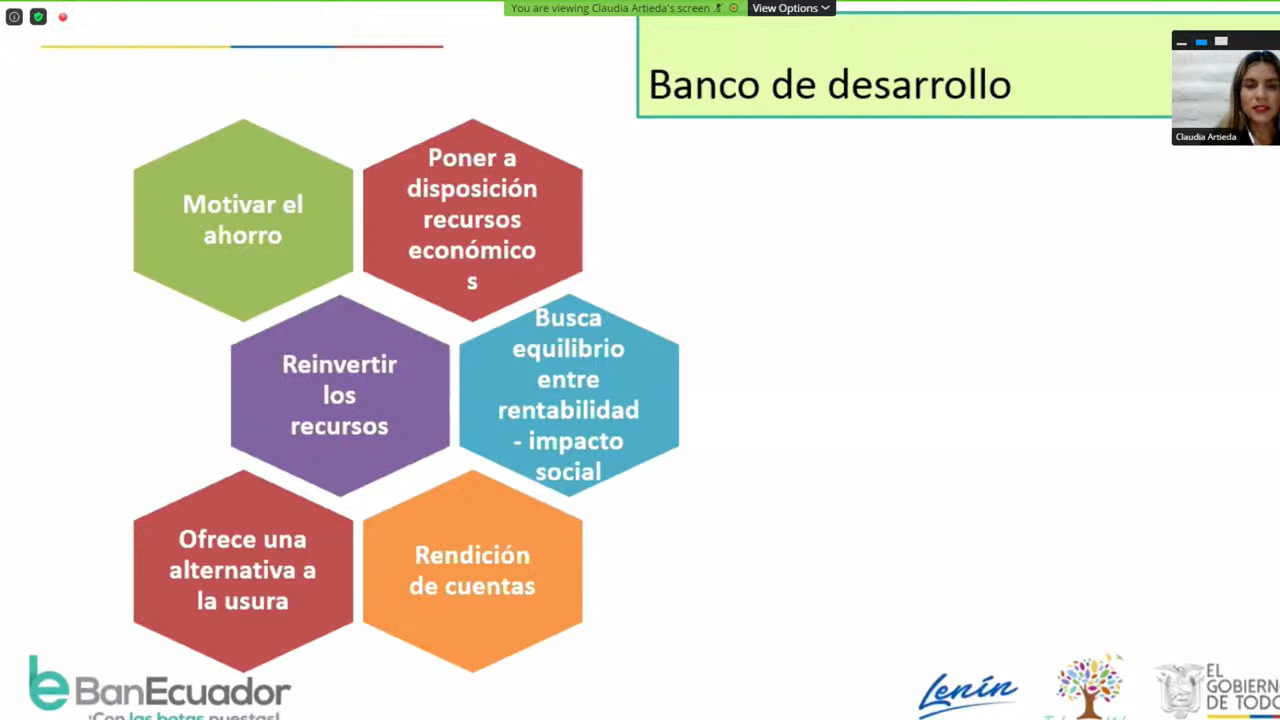 You are viewing Claudia Artieda's screen
View Options
Banco de desarrollo
Claudia Artieda
Motivar el
ahorro
Poner a
disposición
recursos
económico
s
Reinvertir
los
recursos
Busca
equilibrio
entre
rentabilidad
- impacto
social
Ofrece una
alternativa a
la usura
Rendición
de cuentas
BanEcuador
¡Con las botas puestas!
Lenín
EL
GOBIERN
DE TODO